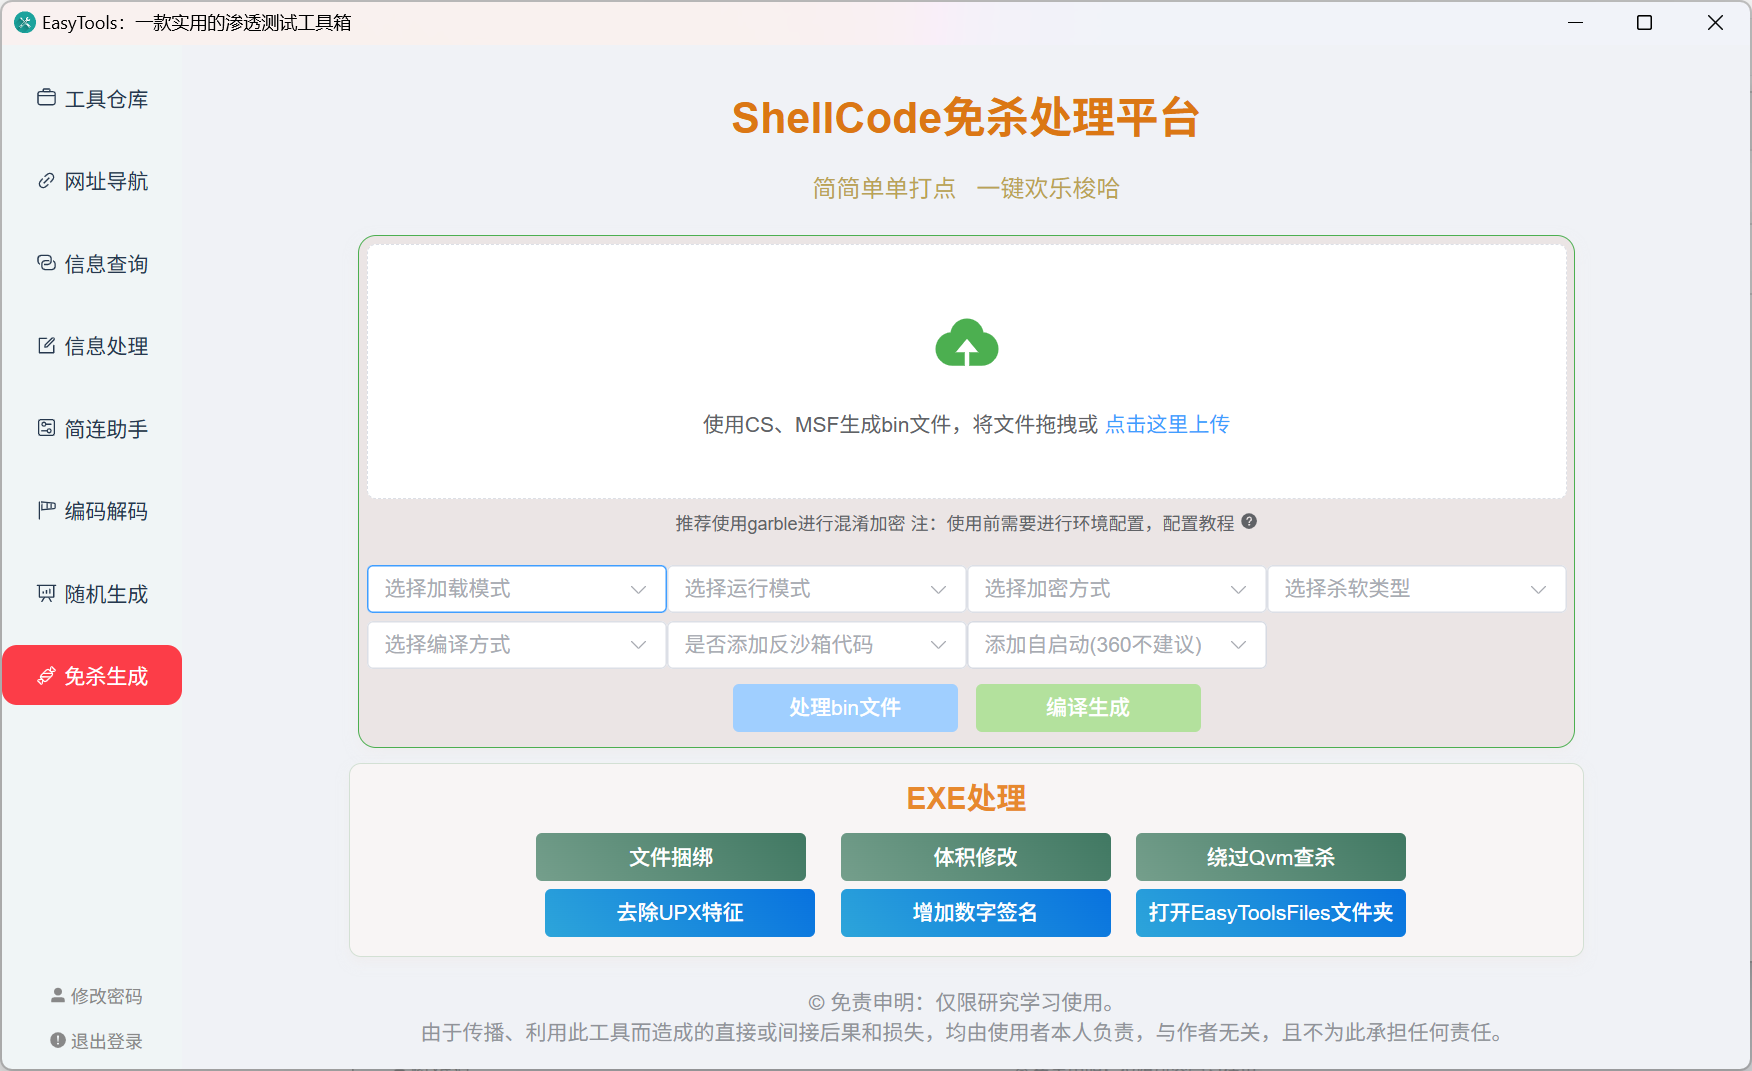 EasyTools：一款实用的渗透测试工具箱
工具仓库
网址导航
信息查询
信息处理
简连助手
编码解码
随机生成
免杀生成
修改密码
退出登录
ShellCode免杀处理平台
简简单单打点 一键欢乐梭哈
使用CS、MSF生成bin文件，将文件拖拽或 点击这里上传
推荐使用garble进行混淆加密 注：使用前需要进行环境配置，配置教程
选择加载模式 选择运行模式 选择加密方式 选择杀软类型
选择编译方式 是否添加反沙箱代码 添加自启动(360不建议)
处理bin文件 编译生成
EXE处理
文件捆绑 体积修改 绕过Qvm查杀
去除UPX特征 增加数字签名 打开EasyToolsFiles文件夹
© 免责申明：仅限研究学习使用。
由于传播、利用此工具而造成的直接或间接后果和损失，均由使用者本人负责，与作者无关，且不为此承担任何责任。